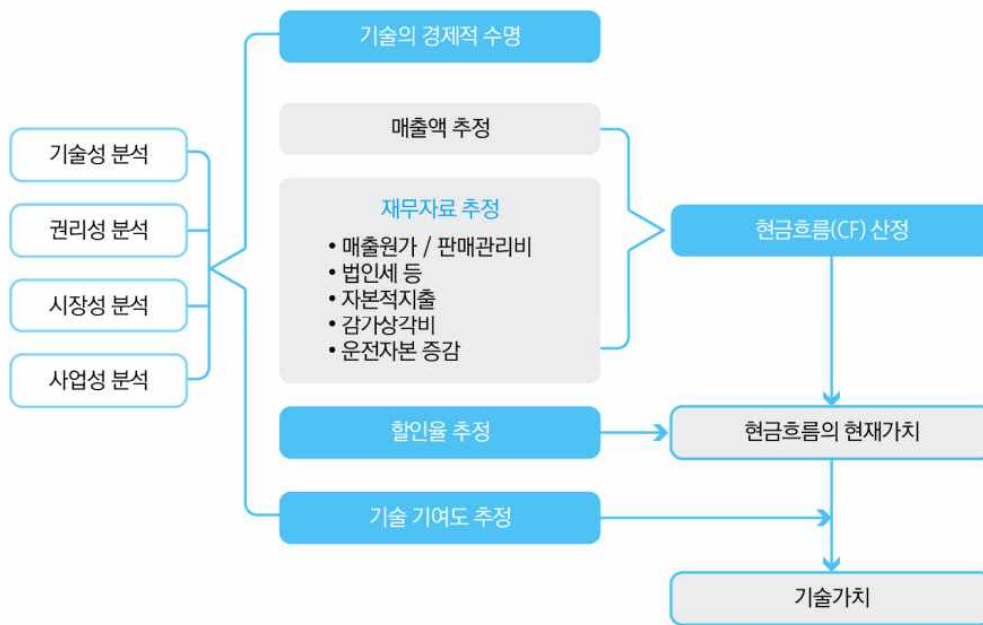 기술성 분석
권리성 분석
시장성 분석
사업성 분석
기술의 경제적 수명
매출액 추정
재무자료 추정
• 매출원가 / 판매관리비
• 법인세 등
• 자본적지출
• 감가상각비
• 운전자본 증감
할인율 추정
기술 기여도 추정
현금흐름(CF) 산정
현금흐름의 현재가치
기술가치